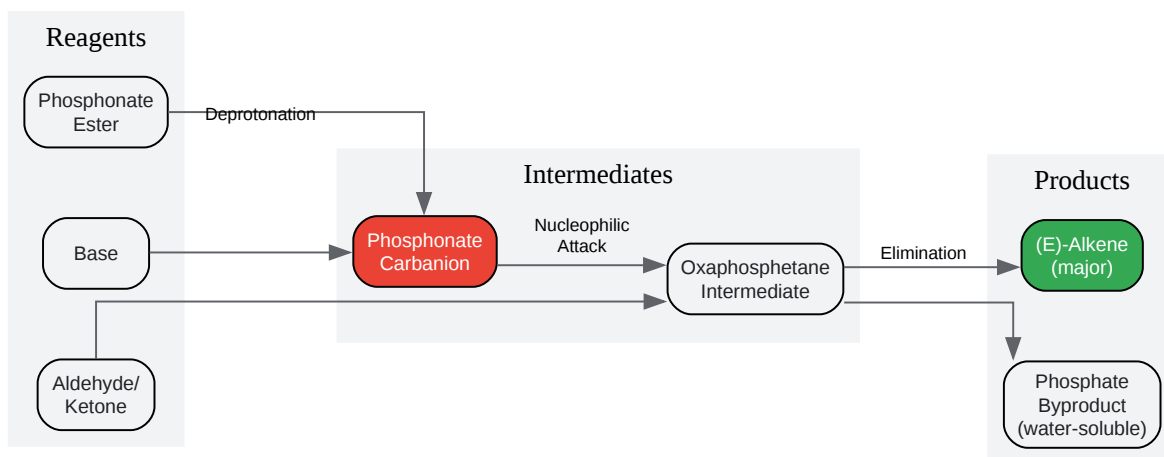 Reagents
Phosphonate
Ester
Deprotonation
Base
Aldehyde/
Ketone
Intermediates
Phosphonate
Carbanion
Nucleophilic
Attack
Oxaphosphetane
Intermediate
Elimination
Products
(E)-Alkene
(major)
Phosphate
Byproduct
(water-soluble)